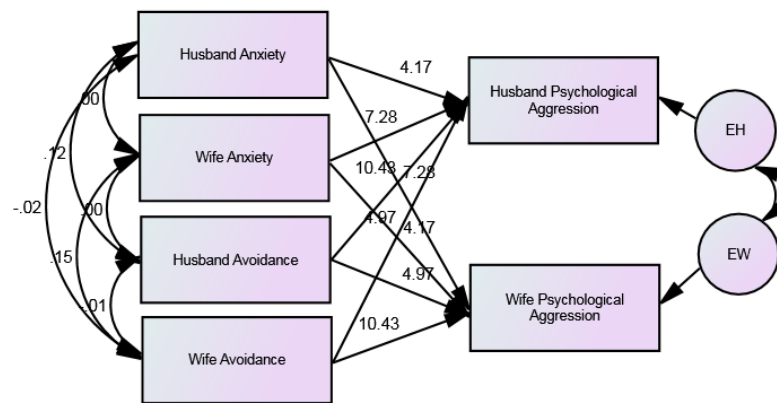 Husband Anxiety
Wife Anxiety
Husband Avoidance
Wife Avoidance
Husband Psychological
Aggression
Wife Psychological
Aggression
EH
EW
.00
.12
-.02
.00
.15
-.01
4.17
7.28
10.43
7.28
4.97
4.17
4.97
10.43